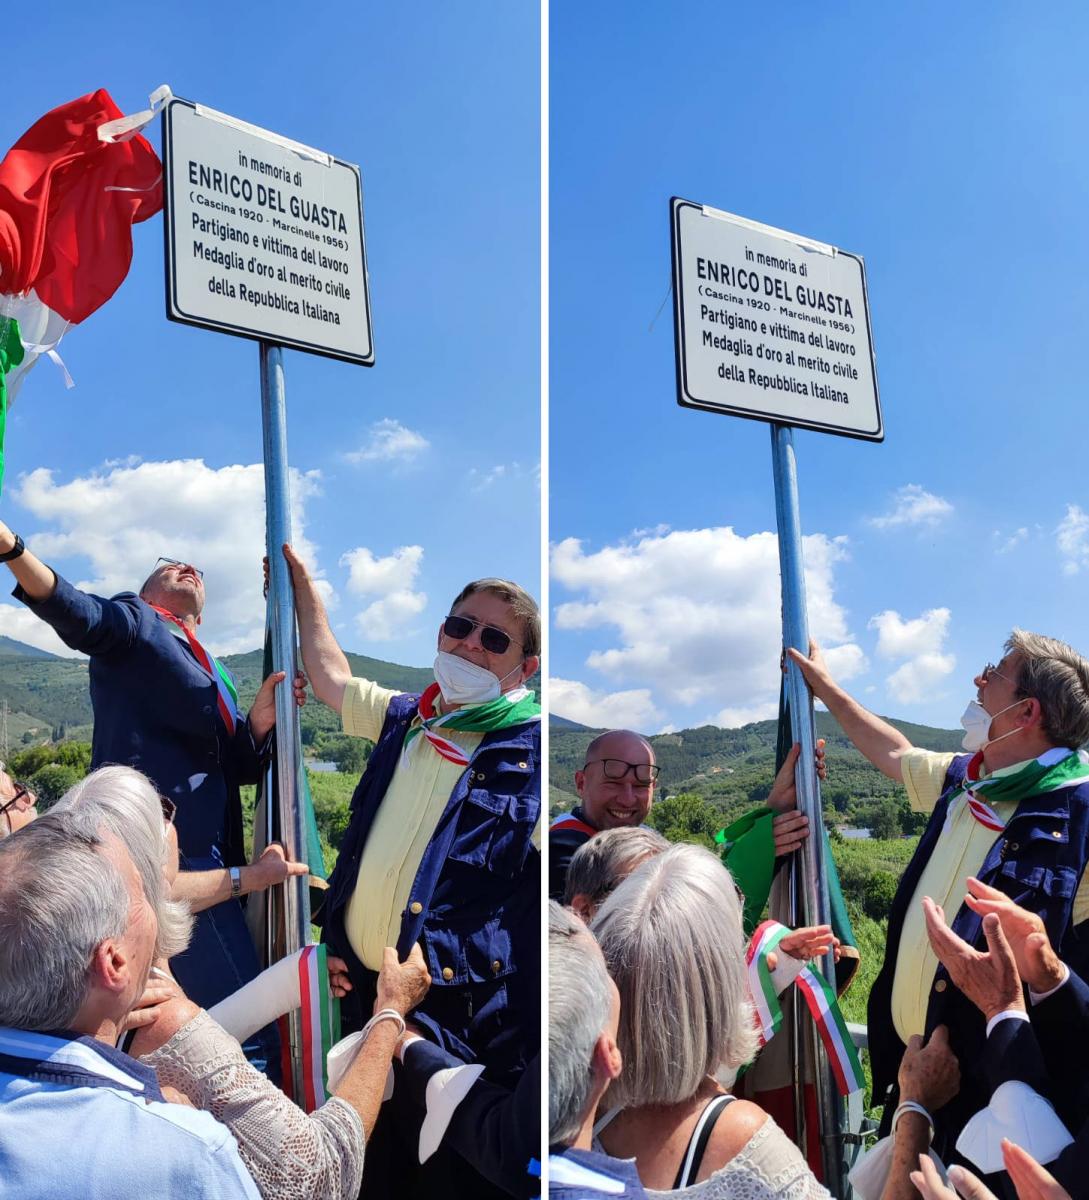 in memoria di
ENRICO DEL GUASTA
(Cascina 1920 - Marcinelle 1956)
Partigiano e vittima del lavoro
Medaglia d'oro al merito civile
della Repubblica Italiana
in memoria di
ENRICO DEL GUASTA
(Cascina 1920 - Marcinelle 1956)
Partigiano e vittima del lavoro
Medaglia d'oro al merito civile
della Repubblica Italiana